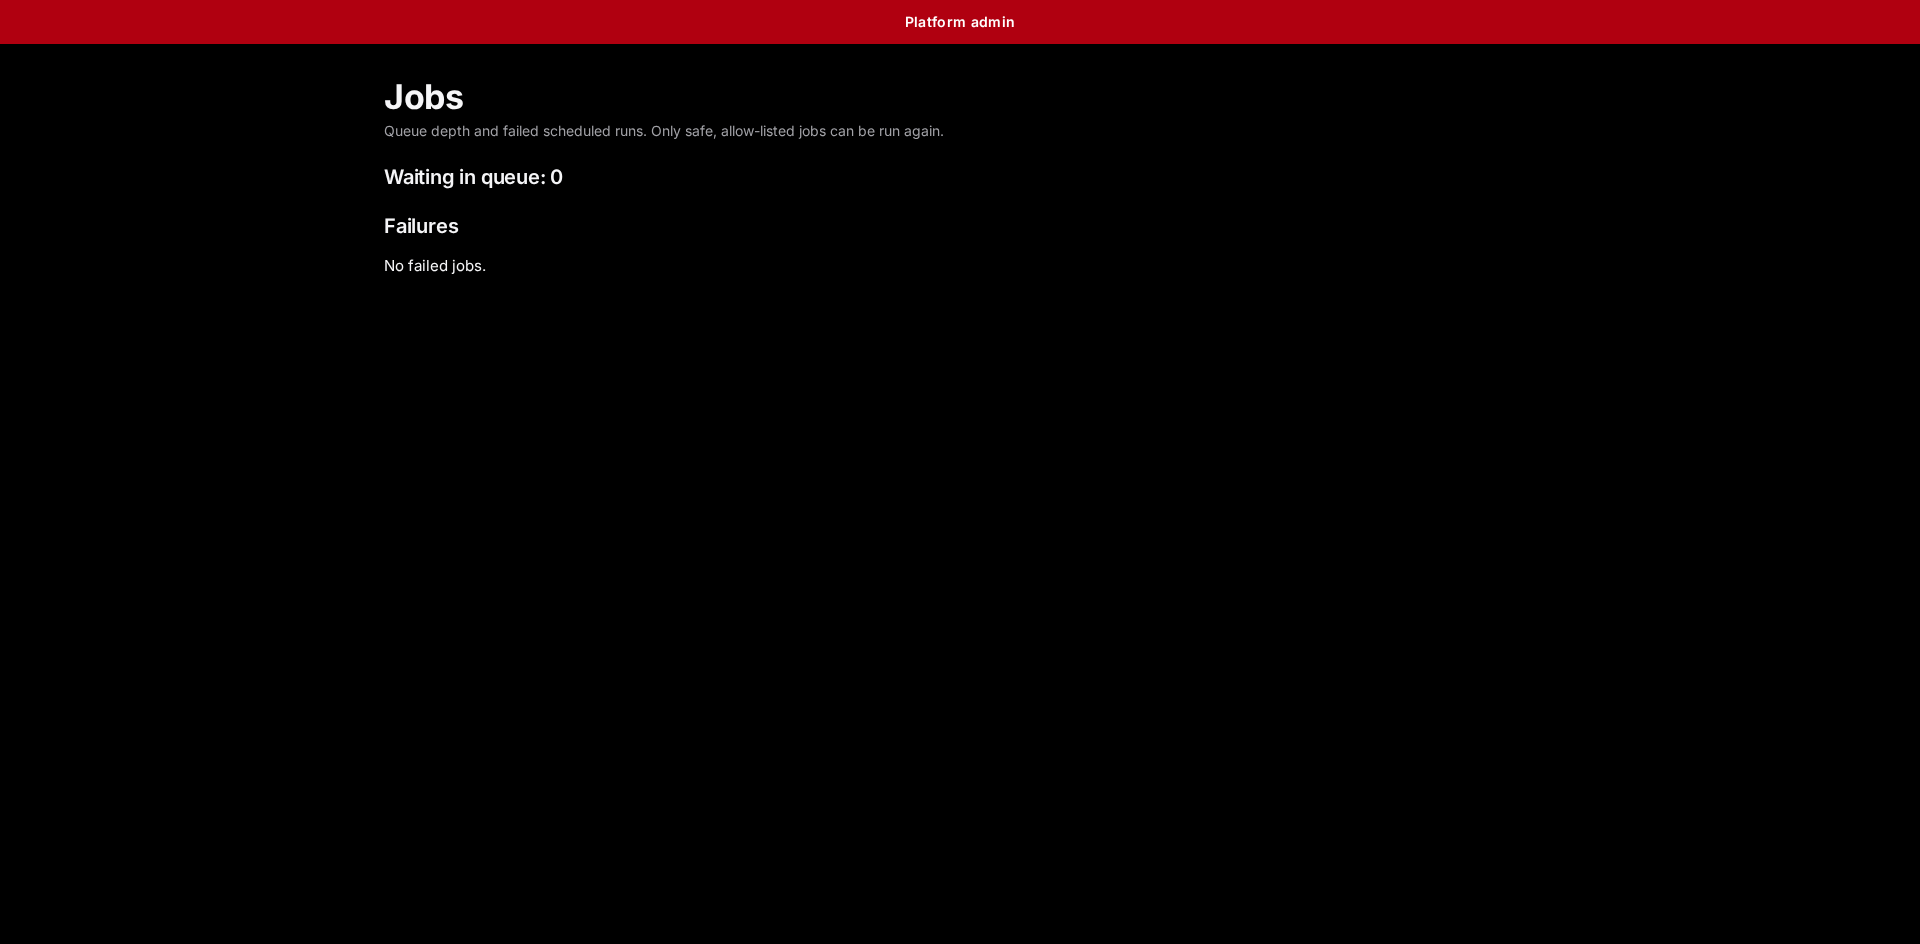 Platform admin
Jobs
Queue depth and failed scheduled runs. Only safe, allow-listed jobs can be run again.
Waiting in queue: 0
Failures
No failed jobs.